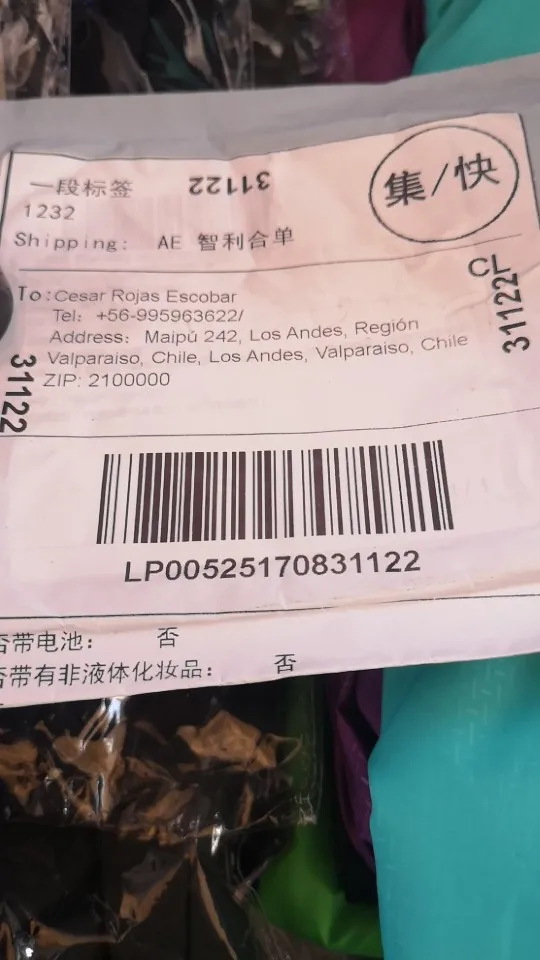 一段标签 31122
集/快
1232
Shipping: AE 智利合单
CL
31122
To:Cesar Rojas Escobar
Tel: +56-995963622/
Address: Maipú 242, Los Andes, Región
Valparaiso, Chile, Los Andes, Valparaiso, Chile
ZIP: 2100000
31122
LP00525170831122
否带电池: 否
否带有非液体化妆品: 否